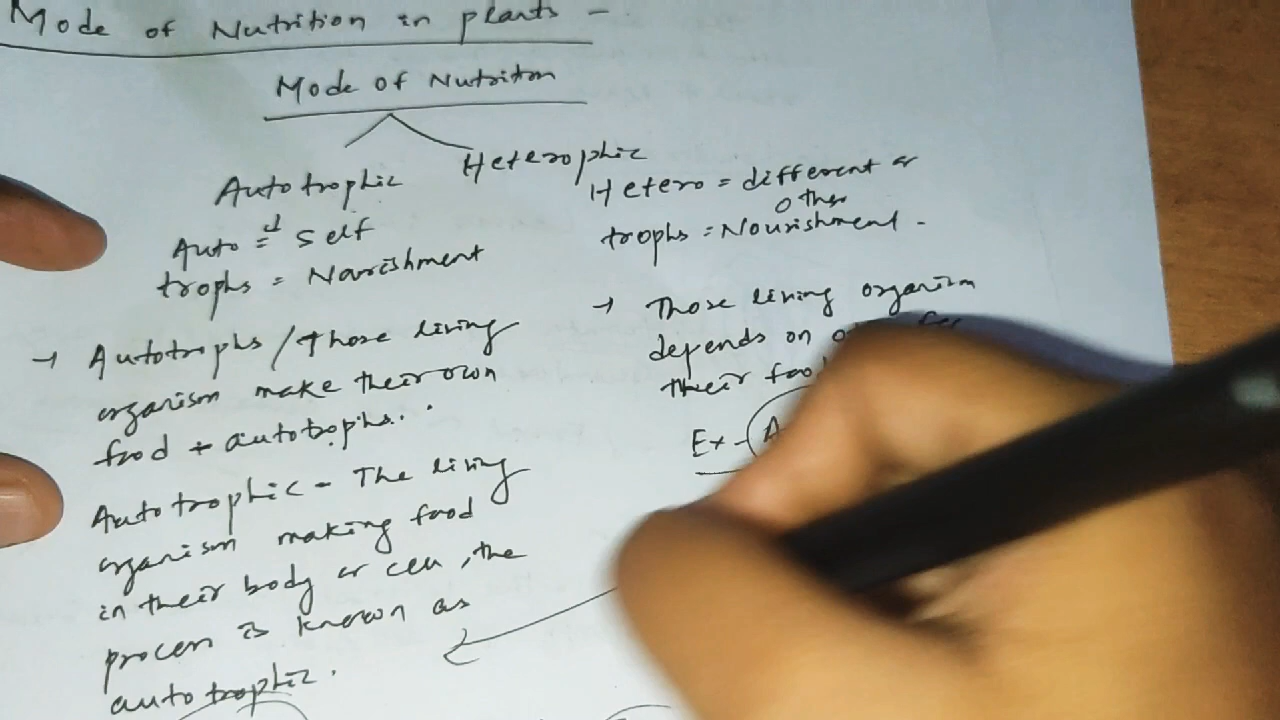 Mode of Nutrition in plants -
Mode of Nutrition
Autotrophic
Heterophic
Auto = self
trophs = Narishment
Hetero = different or
other
trophs = Nourishment -
→ Autotrophs / Those living
organism make their own
food → autotrophs..
Autotrophic - The living
organism making food
in their body or cell, the
process is known as
autotrophic.
→ Those living organism
depends on
their food
Ex -